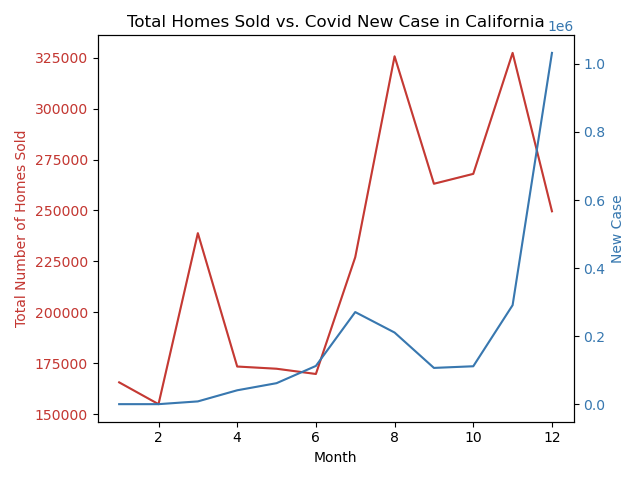 Total Homes Sold vs. Covid New Case in California
1e6
325000
300000
275000
250000
225000
200000
175000
150000
Total Number of Homes Sold
1.0
0.8
0.6
0.4
0.2
0.0
New Case
2 4 6 8 10 12
Month